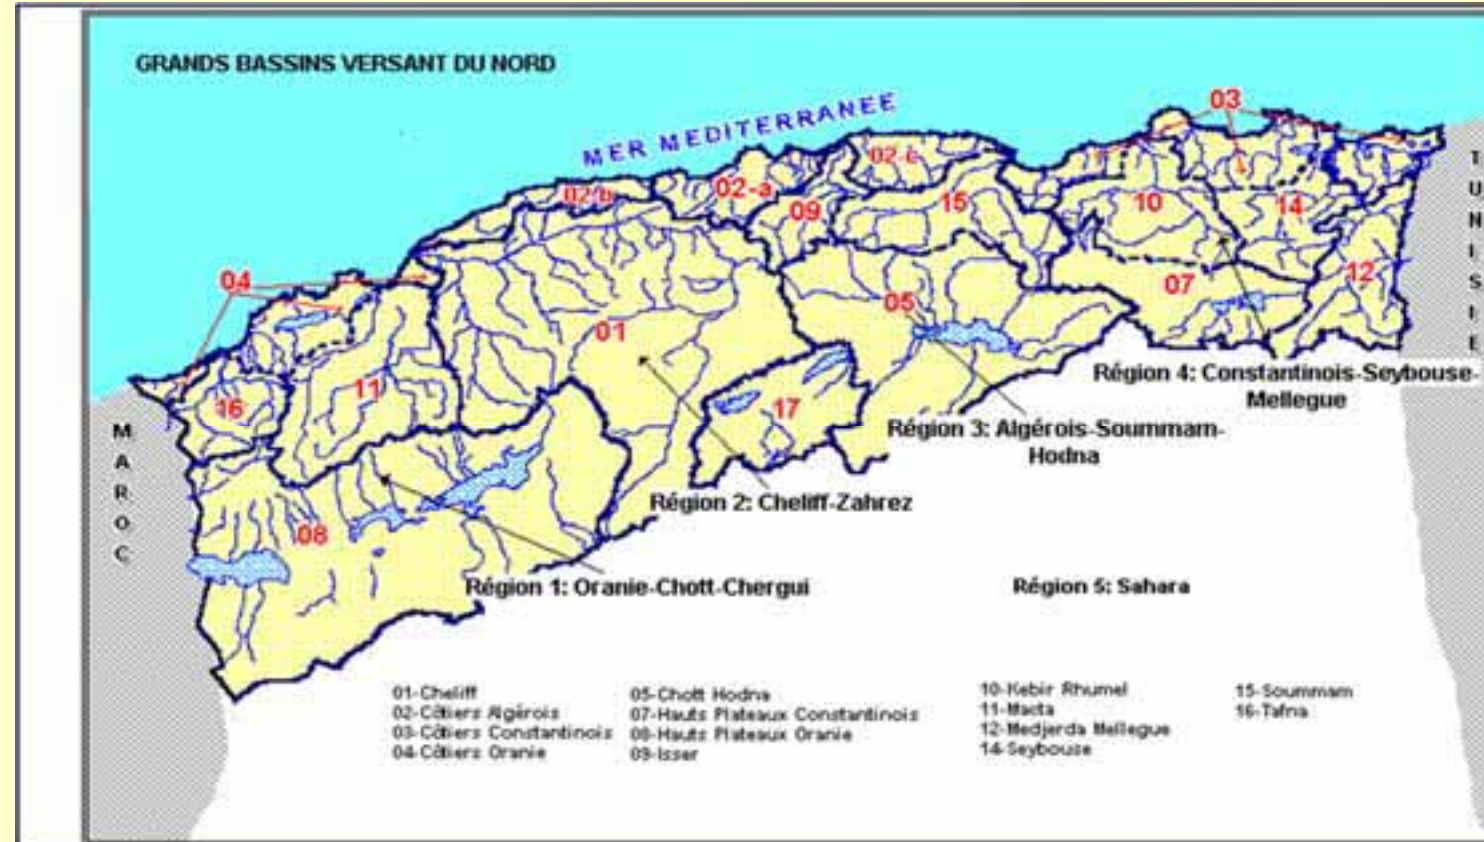 GRANDS BASSINS VERSANT DU NORD
MER MEDITERRANEE
03
02-b
02-a
02-c
09
15
10
14
12
07
04
01
05
11
16
17
08
MAROC
TUNISIE
Région 4: Constantinois-Seybouse-
Mellegue
Région 3: Algérois-Soummam-
Hodna
Région 2: Cheliff-Zahrez
Région 1: Oranie-Chott-Chergui
Région 5: Sahara
01-Cheliff
02-Côtiers Algérois
03-Côtiers Constantinois
04-Côtiers Oranie
05-Chott Hodna
07-Hauts Plateaux Constantinois
08-Hauts Plateaux Oranie
09-Isser
10-Kebir Rhumel
11-Macta
12-Medjerda Mellegue
14-Seybouse
15-Soummam
16-Tafna